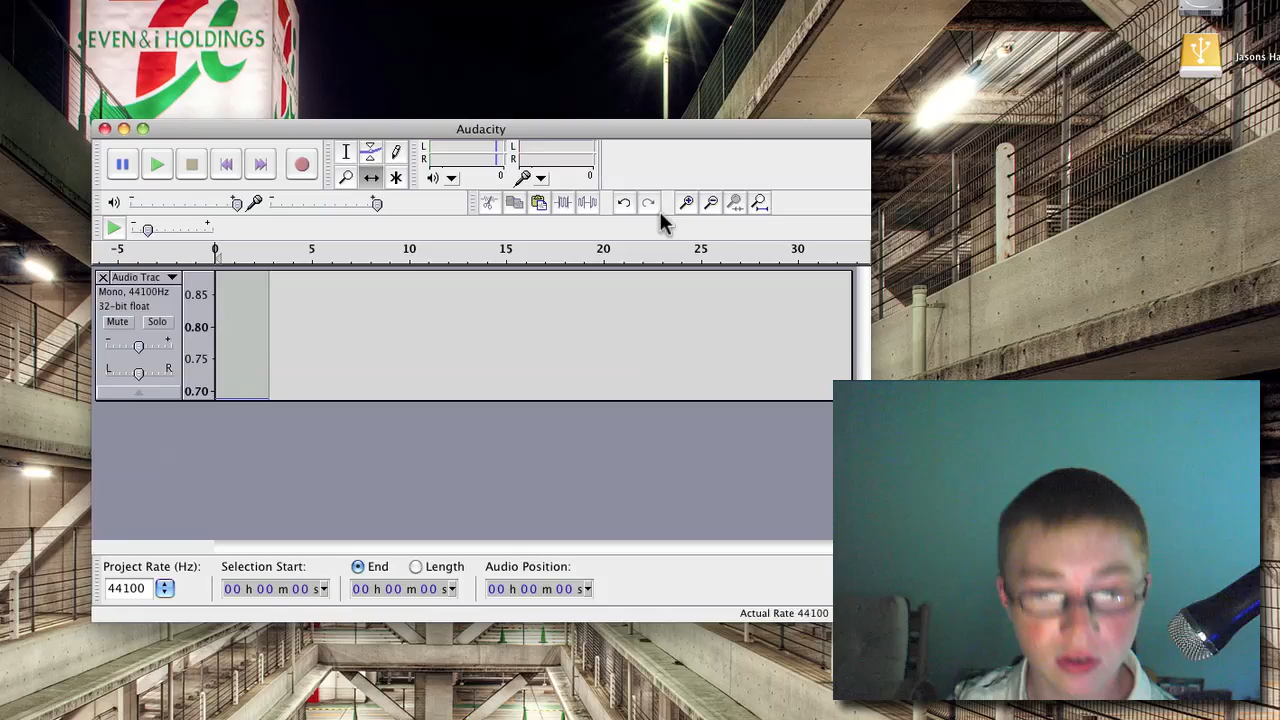 SEVEN & i HOLDINGS
Jasons Ha
Audacity
L
R
0
L
R
0
-5 0 5 10 15 20 25 30
Audio Trac
Mono, 44100Hz
32-bit float
Mute Solo
- +
L R
0.85
0.80
0.75
0.70
Project Rate (Hz): Selection Start: End Length Audio Position:
44100 00 h 00 m 00 s 00 h 00 m 00 s 00 h 00 m 00 s
Actual Rate 44100